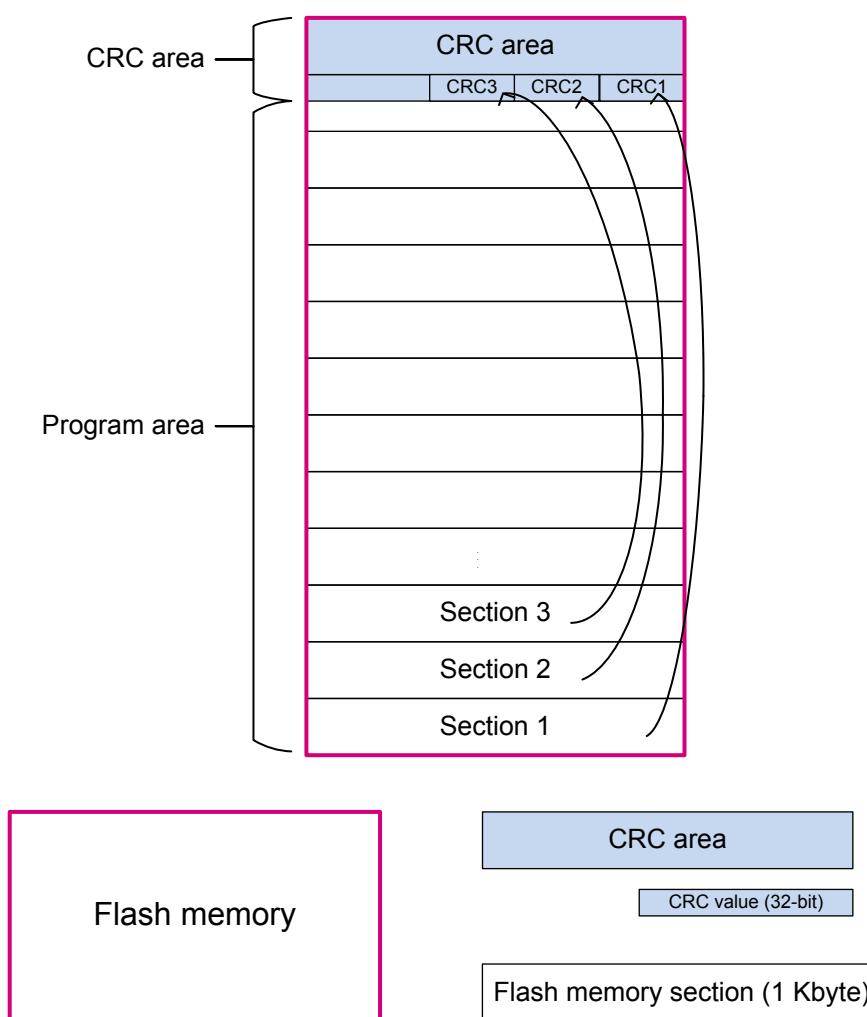 CRC area
CRC area
CRC3 CRC2 CRC1
Program area
Section 3
Section 2
Section 1
Flash memory
CRC area
CRC value (32-bit)
Flash memory section (1 Kbyte)